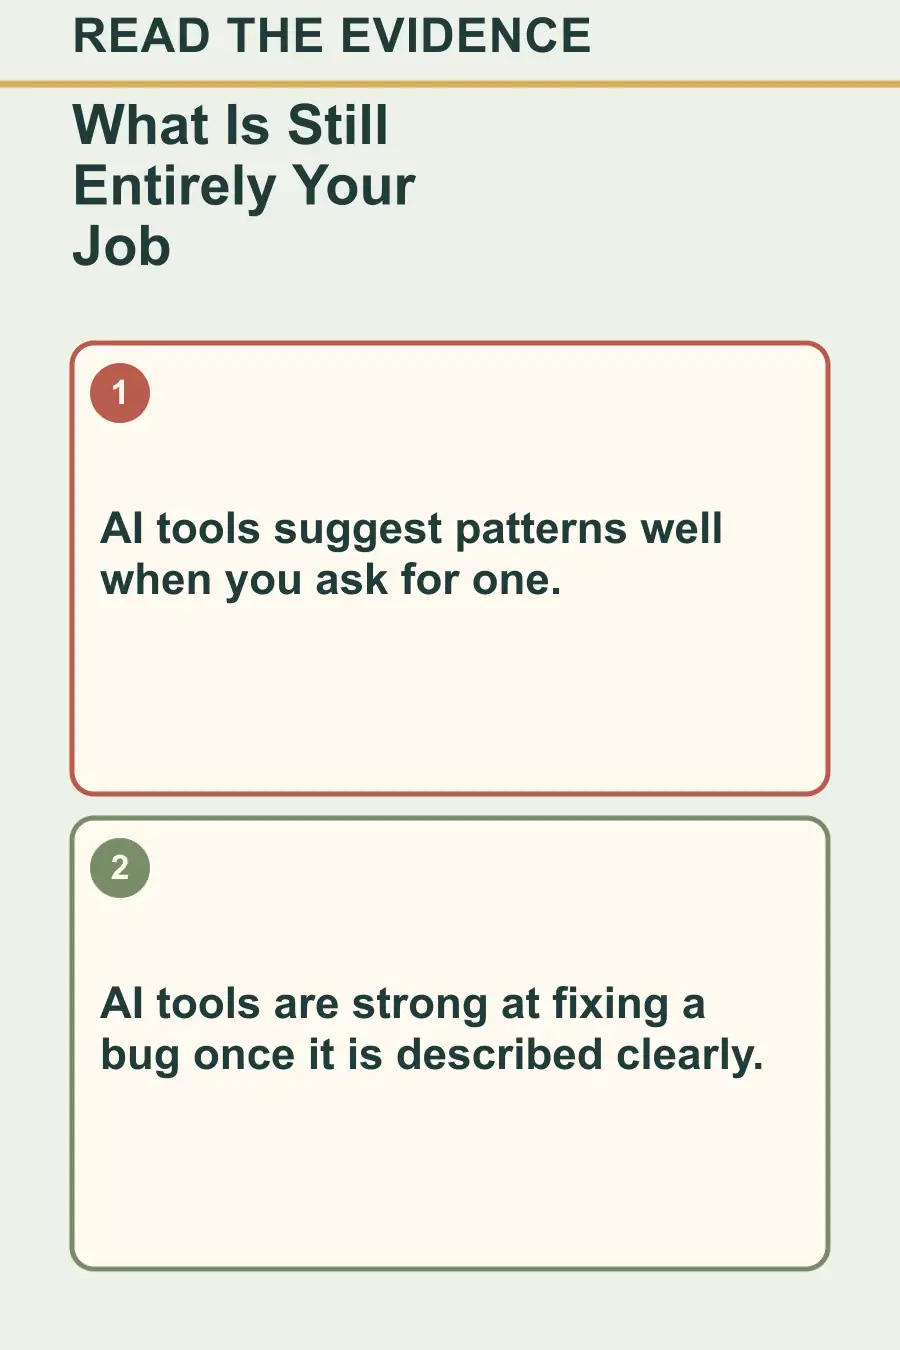 READ THE EVIDENCE
What Is Still
Entirely Your
Job
1
AI tools suggest patterns well
when you ask for one.
2
AI tools are strong at fixing a
bug once it is described clearly.